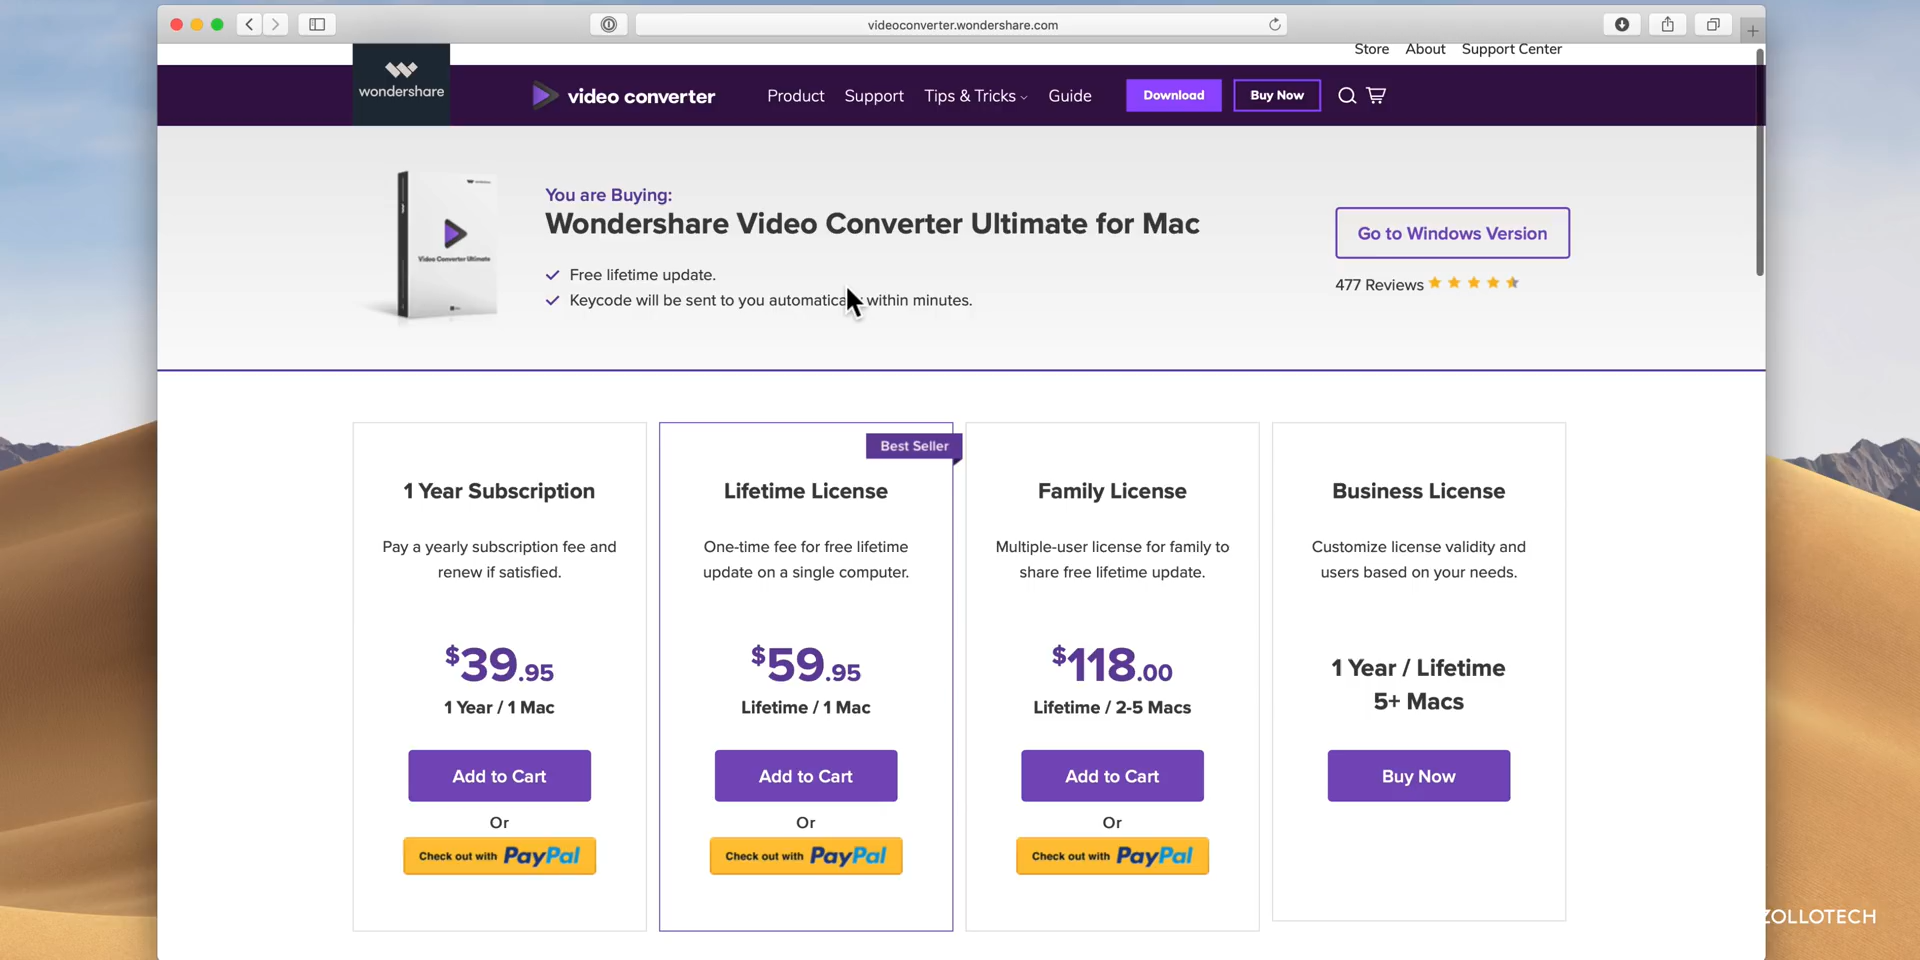 videoconverter.wondershare.com
Store About Support Center
wondershare
video converter
Product Support Tips & Tricks Guide Download Buy Now
You are Buying:
Wondershare Video Converter Ultimate for Mac
Video Converter Ultimate
Free lifetime update.
Keycode will be sent to you within minutes.
Go to Windows Version
477 Reviews
Best Seller
1 Year Subscription
Pay a yearly subscription fee and
renew if satisfied.
$39.95
1 Year / 1 Mac
Add to Cart
Or
Check out with PayPal
Lifetime License
One-time fee for free lifetime
update on a single computer.
$59.95
Lifetime / 1 Mac
Add to Cart
Or
Check out with PayPal
Family License
Multiple-user license for family to
share free lifetime update.
$118.00
Lifetime / 2-5 Macs
Add to Cart
Or
Check out with PayPal
Business License
Customize license validity and
users based on your needs.
1 Year / Lifetime
5+ Macs
Buy Now
ZOLLOTECH